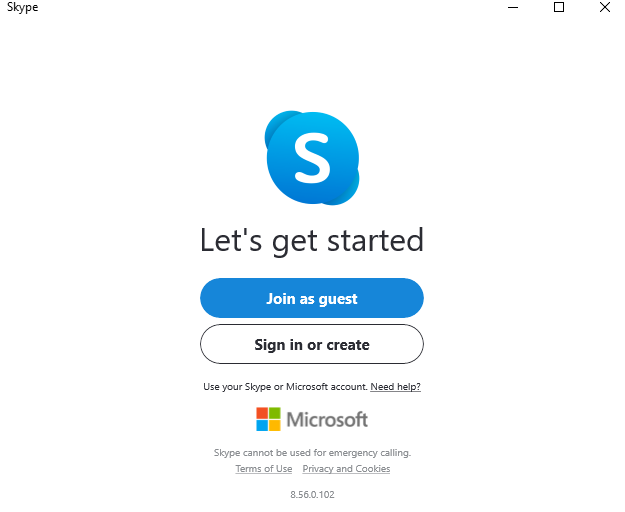 Skype
S
Let's get started
Join as guest
Sign in or create
Use your Skype or Microsoft account. Need help?
Microsoft
Skype cannot be used for emergency calling.
Terms of Use Privacy and Cookies
8.56.0.102